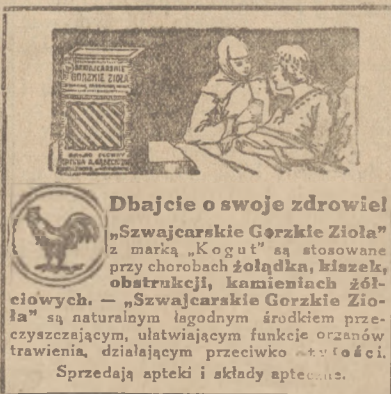 SZWAJCARSKIE
GORZKIE ZIOŁA
Dbajcie o swoje zdrowie!
„Szwajcarskie Gorzkie Zioła"
z marką „Kogut" są stosowane
przy chorobach żołądka, kiszek,
obstrukcji, kamieniach żół-
ciowych. — „Szwajcarskie Gorzkie Zio-
ła" są naturalnym łagodnym środkiem prze-
czyszczającym, ułatwiającym funkcje organów
trawienia, działającym przeciwko otyłości.
Sprzedają apteki i składy apteczne.